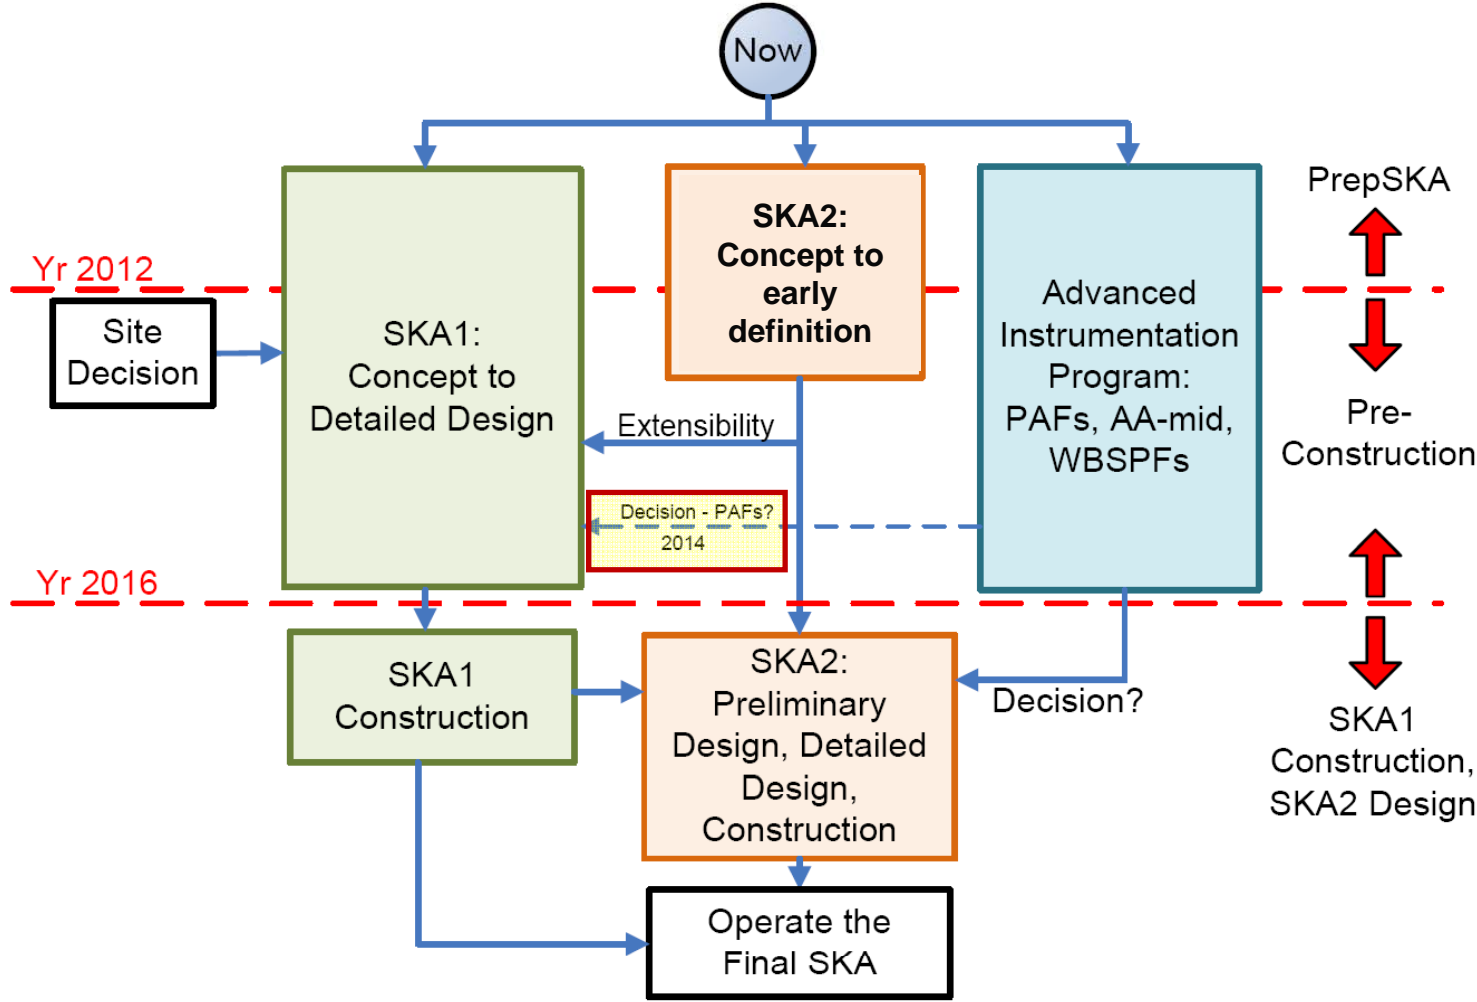 Now
PrepSKA
Yr 2012
Site
Decision
SKA1:
Concept to
Detailed Design
SKA2:
Concept to
early
definition
Advanced
Instrumentation
Program:
PAFs, AA-mid,
WBSPFs
Pre-
Construction
Extensibility
Decision - PAFs?
2014
Yr 2016
SKA1
Construction
SKA2:
Preliminary
Design, Detailed
Design,
Construction
Decision?
SKA1
Construction,
SKA2 Design
Operate the
Final SKA